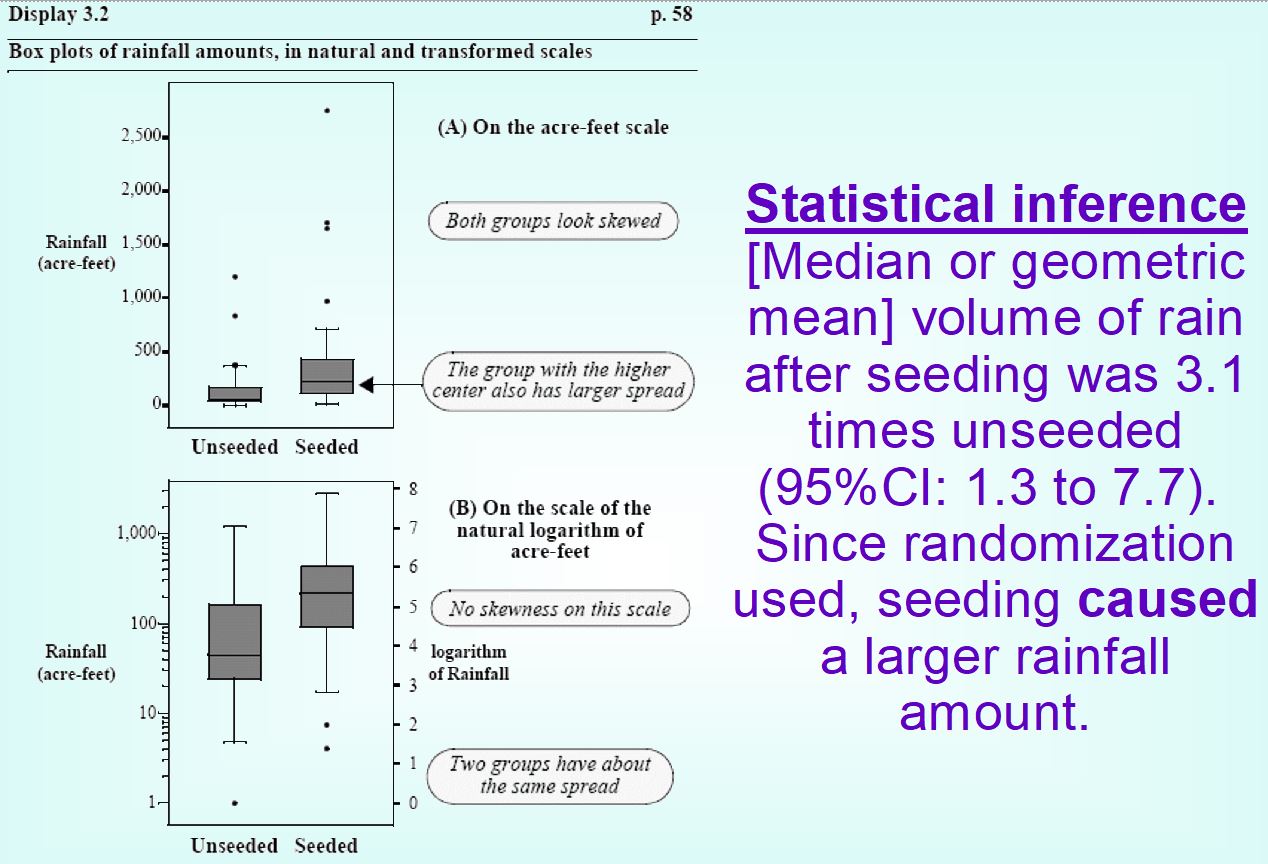 Display 3.2 p. 58
Box plots of rainfall amounts, in natural and transformed scales
(A) On the acre-feet scale
2,500
2,000
1,500
1,000
500
0
Rainfall
(acre-feet)
Both groups look skewed
The group with the higher
center also has larger spread
Unseeded Seeded
(B) On the scale of the
natural logarithm of
acre-feet
1,000
100
10
1
Rainfall
(acre-feet)
8
7
6
5
4
3
2
1
0
logarithm
of Rainfall
No skewness on this scale
Two groups have about
the same spread
Unseeded Seeded
Statistical inference
[Median or geometric
mean] volume of rain
after seeding was 3.1
times unseeded
(95%CI: 1.3 to 7.7).
Since randomization
used, seeding caused
a larger rainfall
amount.